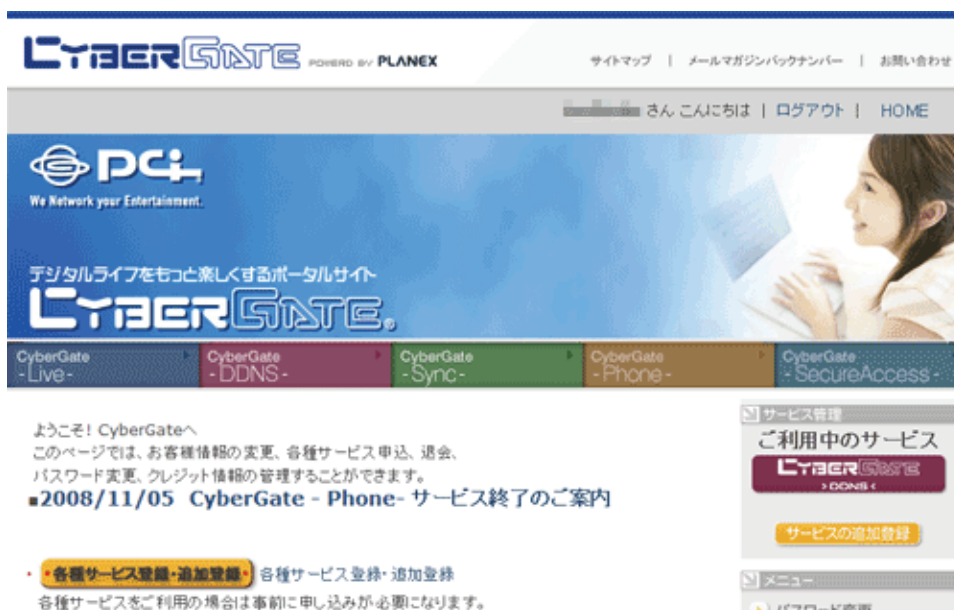 CYBERGATE POWERED BY PLANEX
サイトマップ | メールマガジンバックナンバー | お問い合わせ
さん こんにちは | ログアウト | HOME
PCi
We Network your Entertainment.
デジタルライフをもっと楽しくするポータルサイト
CYBERGATE.
CyberGate -Live-
CyberGate -DDNS-
CyberGate -Sync-
CyberGate -Phone-
CyberGate -SecureAccess-
ようこそ! CyberGateへ
このページでは、お客様情報の変更、各種サービス申込、退会、
パスワード変更、クレジット情報の管理することができます。
■2008/11/05 CyberGate - Phone- サービス終了のご案内
・各種サービス登録・追加登録・ 各種サービス登録・追加登録
各種サービスをご利用の場合は事前に申し込みが必要になります。
サービス管理
ご利用中のサービス
CYBERGATE
>DDNS<
サービスの追加登録
メニュー
パスワード変更